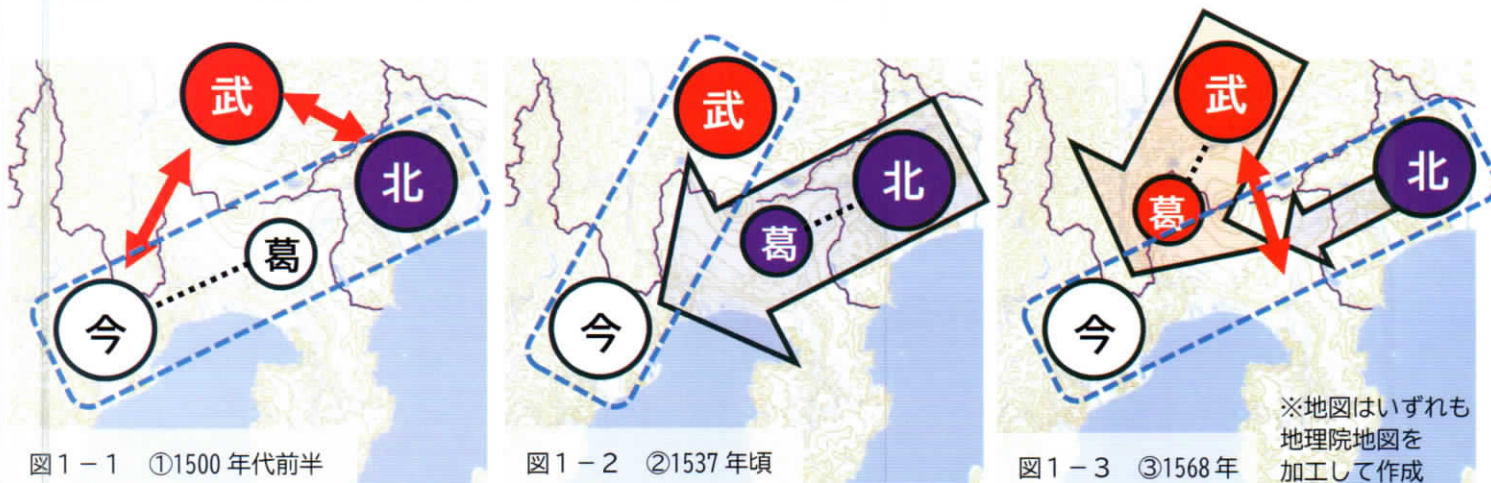 武
北
葛
今
図1-1 ①1500年代前半
武
北
葛
今
図1-2 ②1537年頃
武
北
葛
今
図1-3 ③1568年
※地図はいずれも
地理院地図を
加工して作成